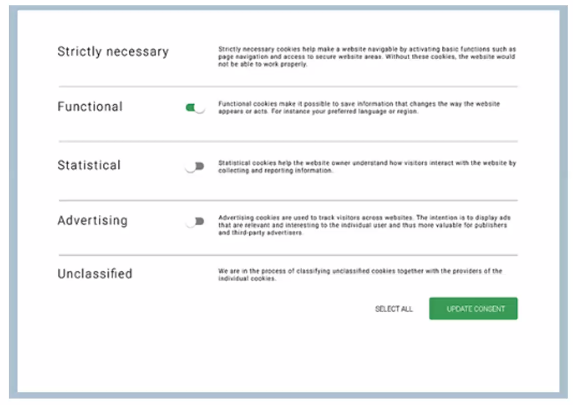 Strictly necessary
Strictly necessary cookies help make a website navigable by activating basic functions such as
page navigation and access to secure website areas. Without these cookies, the website would
not be able to work properly.
Functional
Functional cookies make it possible to save information that changes the way the website
appears or acts. For instance your preferred language or region.
Statistical
Statistical cookies help the website owner understand how visitors interact with the website by
collecting and reporting information.
Advertising
Advertising cookies are used to track visitors across websites. The intention is to display ads
that are relevant and interesting to the individual user and thus more valuable for publishers
and third-party advertisers.
Unclassified
We are in the process of classifying unclassified cookies together with the providers of the
individual cookies.
SELECT ALL
UPDATE CONSENT